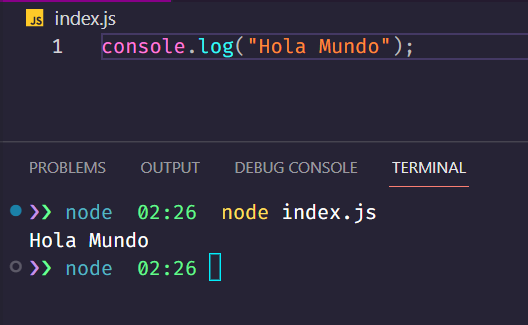 JS index.js
1 console.log("Hola Mundo");
PROBLEMS OUTPUT DEBUG CONSOLE TERMINAL
❯❯ node 02:26 node index.js
Hola Mundo
❯❯ node 02:26